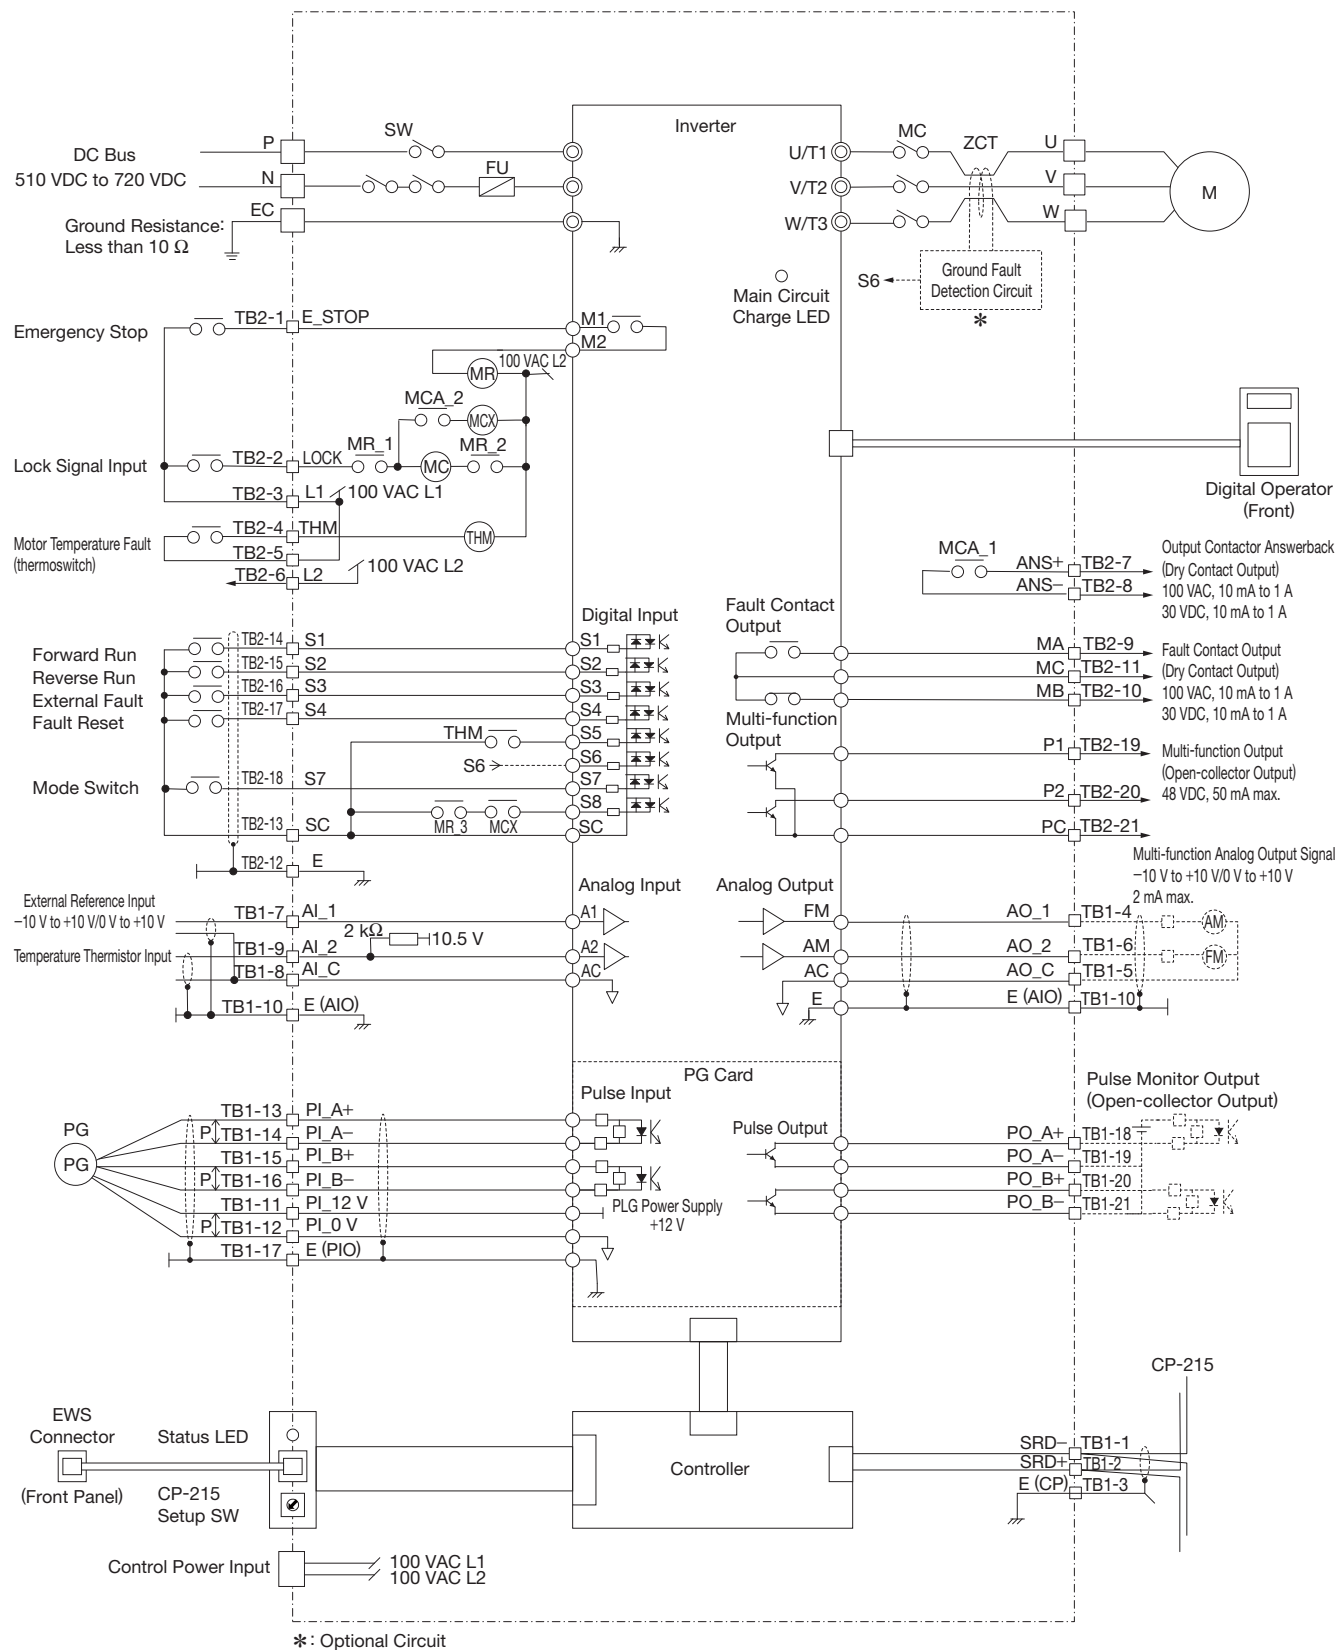 Inverter
DC Bus
510 VDC to 720 VDC
P
SW
N
FU
EC
Ground Resistance:
Less than 10 Ω
U/T1
MC
ZCT
U
V/T2
V
M
W/T3
W
Ground Fault
Detection Circuit
S6
✻
Main Circuit
Charge LED
Emergency Stop
TB2-1
E_STOP
M1
M2
100 VAC L2
MR
MCA_2
MCX
Lock Signal Input
TB2-2
LOCK
MR_1
MC
MR_2
TB2-3
L1
100 VAC L1
Motor Temperature Fault
(thermoswitch)
TB2-4
THM
THM
TB2-5
TB2-6
L2
100 VAC L2
Digital Operator
(Front)
MCA_1
ANS+
TB2-7
ANS−
TB2-8
Output Contactor Answerback
(Dry Contact Output)
100 VAC, 10 mA to 1 A
30 VDC, 10 mA to 1 A
Digital Input
Forward Run
TB2-14
S1
S1
Reverse Run
TB2-15
S2
S2
External Fault
TB2-16
S3
S3
Fault Reset
TB2-17
S4
S4
THM
S5
S6
S6
Mode Switch
TB2-18
S7
S7
S8
MR_3
MCX
TB2-13
SC
SC
TB2-12
E
Fault Contact
Output
MA
TB2-9
MC
TB2-11
MB
TB2-10
Fault Contact Output
(Dry Contact Output)
100 VAC, 10 mA to 1 A
30 VDC, 10 mA to 1 A
Multi-function
Output
P1
TB2-19
P2
TB2-20
PC
TB2-21
Multi-function Output
(Open-collector Output)
48 VDC, 50 mA max.
Multi-function Analog Output Signal
−10 V to +10 V/0 V to +10 V
2 mA max.
Analog Input
External Reference Input
−10 V to +10 V/0 V to +10 V
TB1-7
AI_1
A1
2 kΩ
10.5 V
Temperature Thermistor Input
TB1-9
AI_2
A2
TB1-8
AI_C
AC
TB1-10
E (AIO)
Analog Output
FM
AO_1
TB1-4
AM
AM
AO_2
TB1-6
FM
AC
AO_C
TB1-5
E
E (AIO)
TB1-10
PG Card
Pulse Input
PG
PG
TB1-13
PI_A+
P
TB1-14
PI_A−
TB1-15
PI_B+
P
TB1-16
PI_B−
TB1-11
PI_12 V
P
TB1-12
PI_0 V
TB1-17
E (PIO)
PLG Power Supply
+12 V
Pulse Output
Pulse Monitor Output
(Open-collector Output)
PO_A+
TB1-18
PO_A−
TB1-19
PO_B+
TB1-20
PO_B−
TB1-21
CP-215
EWS
Connector
(Front Panel)
Status LED
CP-215
Setup SW
Controller
SRD−
TB1-1
SRD+
TB1-2
E (CP)
TB1-3
Control Power Input
100 VAC L1
100 VAC L2
✻: Optional Circuit